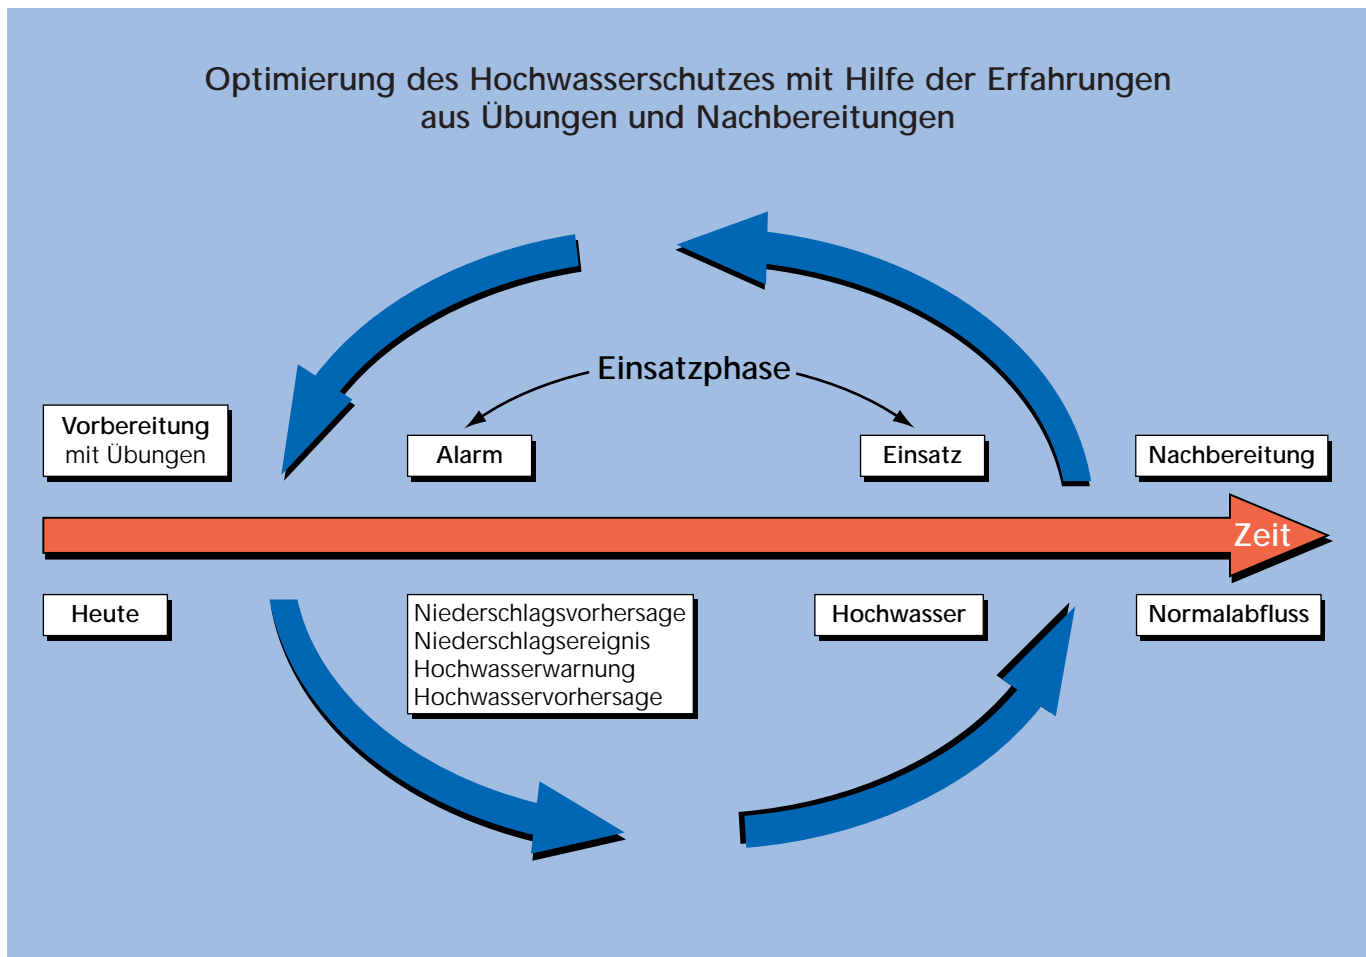 Optimierung des Hochwasserschutzes mit Hilfe der Erfahrungen
aus Übungen und Nachbereitungen
Einsatzphase
Vorbereitung
mit Übungen
Alarm
Einsatz
Nachbereitung
Zeit
Heute
Niederschlagsvorhersage
Niederschlagsereignis
Hochwasserwarnung
Hochwasservorhersage
Hochwasser
Normalabfluss